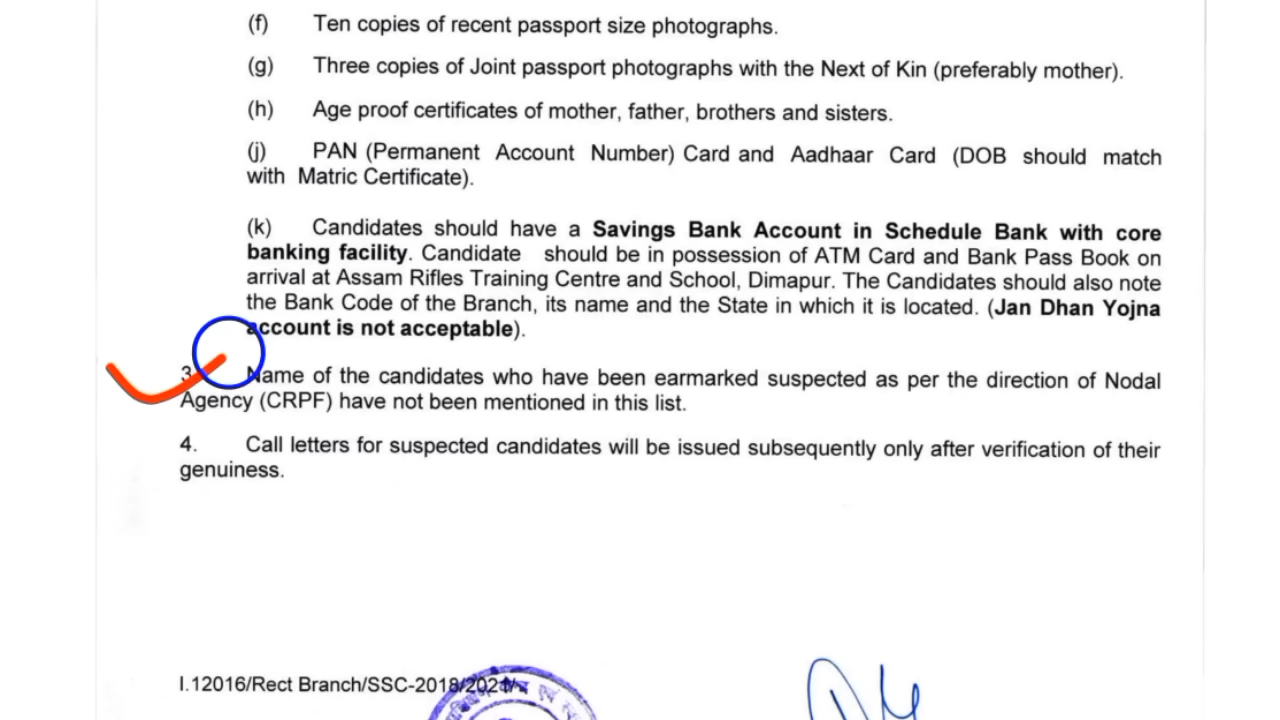 (f) Ten copies of recent passport size photographs.
(g) Three copies of Joint passport photographs with the Next of Kin (preferably mother).
(h) Age proof certificates of mother, father, brothers and sisters.
(j) PAN (Permanent Account Number) Card and Aadhaar Card (DOB should match
with Matric Certificate).
(k) Candidates should have a Savings Bank Account in Schedule Bank with core
banking facility. Candidate should be in possession of ATM Card and Bank Pass Book on
arrival at Assam Rifles Training Centre and School, Dimapur. The Candidates should also note
the Bank Code of the Branch, its name and the State in which it is located. (Jan Dhan Yojna
account is not acceptable).
3. Name of the candidates who have been earmarked suspected as per the direction of Nodal
Agency (CRPF) have not been mentioned in this list.
4. Call letters for suspected candidates will be issued subsequently only after verification of their
genuiness.
I.12016/Rect Branch/SSC-2018/2021/